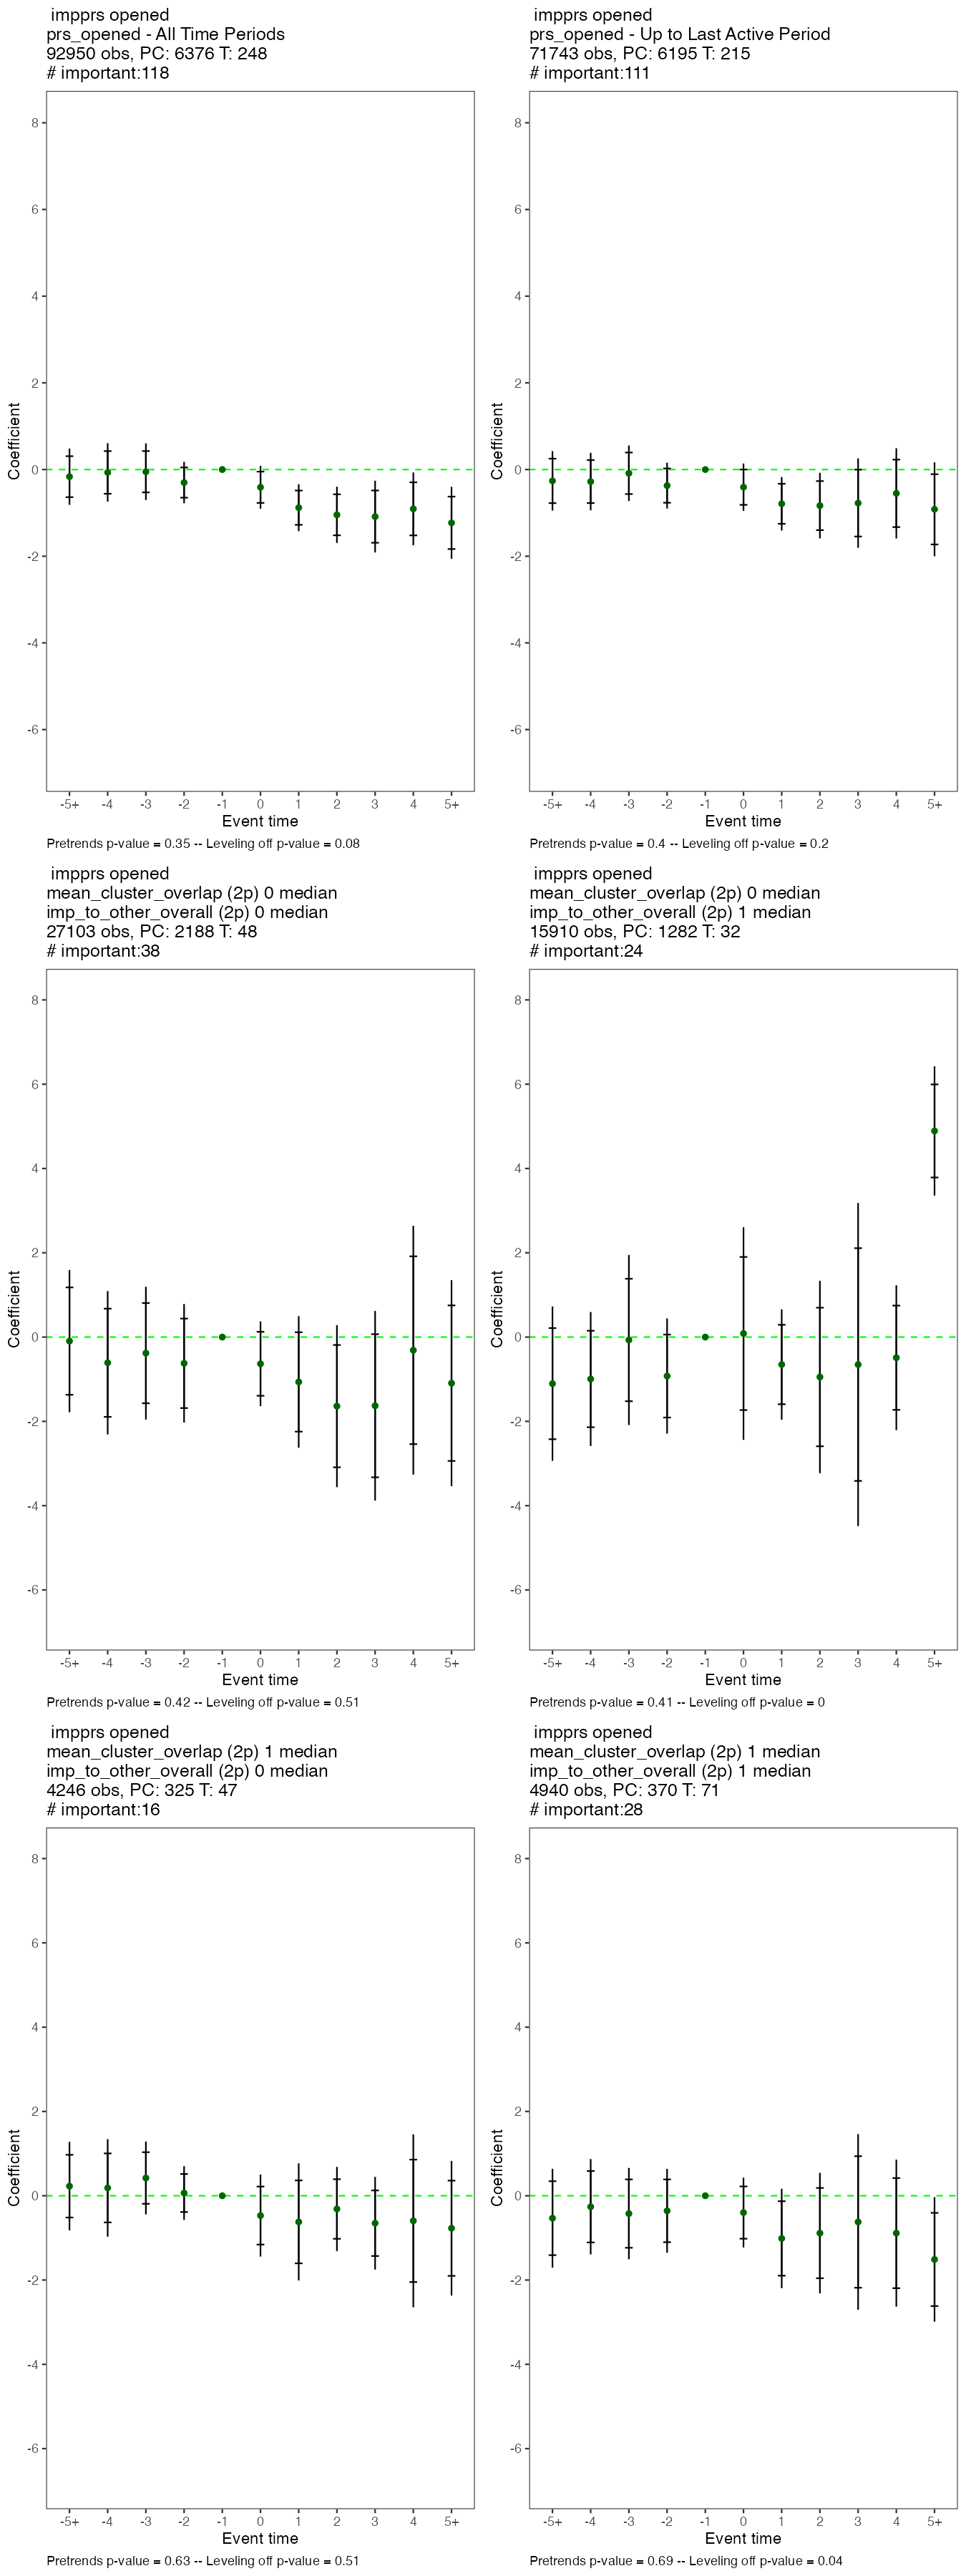 impprs opened
prs_opened - All Time Periods
92950 obs, PC: 6376 T: 248
# important:118
8
6
4
2
0
-2
-4
-6
Coefficient
-5+ -4 -3 -2 -1 0 1 2 3 4 5+
Event time
Pretrends p-value = 0.35 -- Leveling off p-value = 0.08
impprs opened
prs_opened - Up to Last Active Period
71743 obs, PC: 6195 T: 215
# important:111
8
6
4
2
0
-2
-4
-6
Coefficient
-5+ -4 -3 -2 -1 0 1 2 3 4 5+
Event time
Pretrends p-value = 0.4 -- Leveling off p-value = 0.2
impprs opened
mean_cluster_overlap (2p) 0 median
imp_to_other_overall (2p) 0 median
27103 obs, PC: 2188 T: 48
# important:38
8
6
4
2
0
-2
-4
-6
Coefficient
-5+ -4 -3 -2 -1 0 1 2 3 4 5+
Event time
Pretrends p-value = 0.42 -- Leveling off p-value = 0.51
impprs opened
mean_cluster_overlap (2p) 0 median
imp_to_other_overall (2p) 1 median
15910 obs, PC: 1282 T: 32
# important:24
8
6
4
2
0
-2
-4
-6
Coefficient
-5+ -4 -3 -2 -1 0 1 2 3 4 5+
Event time
Pretrends p-value = 0.41 -- Leveling off p-value = 0
impprs opened
mean_cluster_overlap (2p) 1 median
imp_to_other_overall (2p) 0 median
4246 obs, PC: 325 T: 47
# important:16
8
6
4
2
0
-2
-4
-6
Coefficient
-5+ -4 -3 -2 -1 0 1 2 3 4 5+
Event time
Pretrends p-value = 0.63 -- Leveling off p-value = 0.51
impprs opened
mean_cluster_overlap (2p) 1 median
imp_to_other_overall (2p) 1 median
4940 obs, PC: 370 T: 71
# important:28
8
6
4
2
0
-2
-4
-6
Coefficient
-5+ -4 -3 -2 -1 0 1 2 3 4 5+
Event time
Pretrends p-value = 0.69 -- Leveling off p-value = 0.04